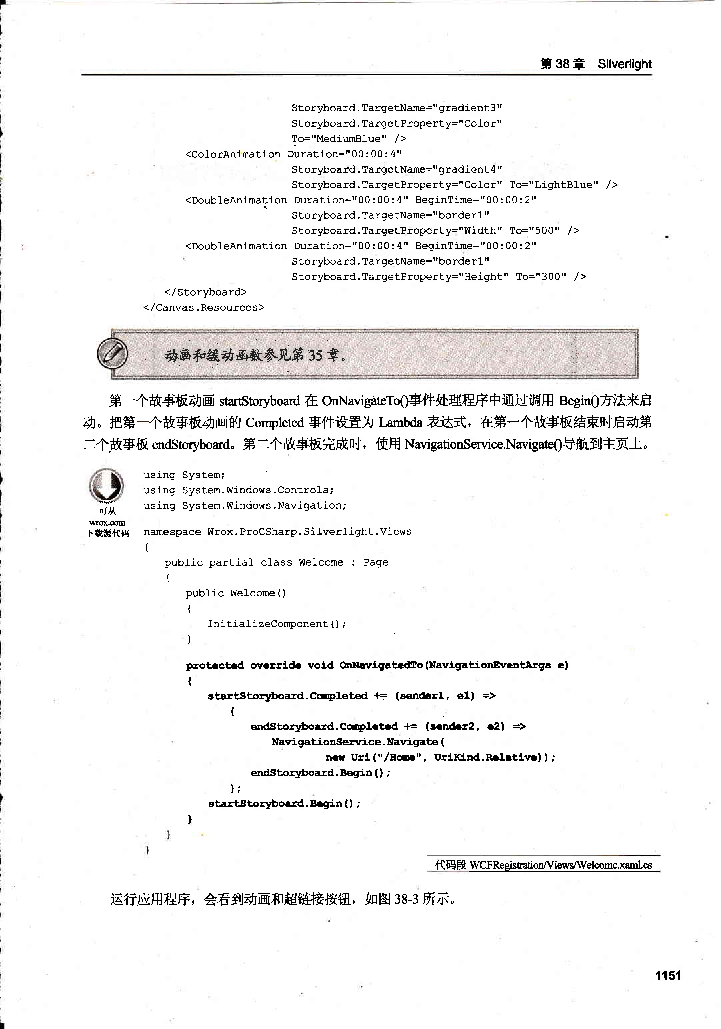 第 38 章 Silverlight
Storyboard.TargetName="gradient3"
Storyboard.TargetProperty="Color"
To="MediumBlue" />
<ColorAnimation Duration="00:00:4"
Storyboard.TargetName="gradient4"
Storyboard.TargetProperty="Color" To="LightBlue" />
<DoubleAnimation Duration="00:00:4" BeginTime="00:00:2"
Storyboard.TargetName="border1"
Storyboard.TargetProperty="Width" To="500" />
<DoubleAnimation Duration="00:00:4" BeginTime="00:00:2"
Storyboard.TargetName="border1"
Storyboard.TargetProperty="Height" To="300" />
</Storyboard>
</Canvas.Resources>
动画和缓动函数参见第 35 章。
第一个故事板动画 startStoryboard 在 OnNavigateTo()事件处理程序中通过调用 Begin()方法来启
动。把第一个故事板动画的 Completed 事件设置为 Lambda 表达式，在第一个故事板结束时启动第
二个故事板 endStoryboard。第二个故事板完成时，使用 NavigationService.Navigate()导航到主页上。
using System;
using System.Windows.Controls;
using System.Windows.Navigation;
可从
wrox.com
下载源代码
namespace Wrox.ProCSharp.Silverlight.Views
{
public partial class Welcome : Page
{
public Welcome()
{
InitializeComponent();
}
protected override void OnNavigatedTo(NavigationEventArgs e)
{
startStoryboard.Completed += (sender1, e1) =>
{
endStoryboard.Completed += (sender2, e2) =>
NavigationService.Navigate(
new Uri("/Home", UriKind.Relative));
endStoryboard.Begin();
};
startStoryboard.Begin();
}
}
}
代码段 WCFRegistration/Views/Welcome.xaml.cs
运行应用程序，会看到动画和超链接按钮，如图 38-3 所示。
1151